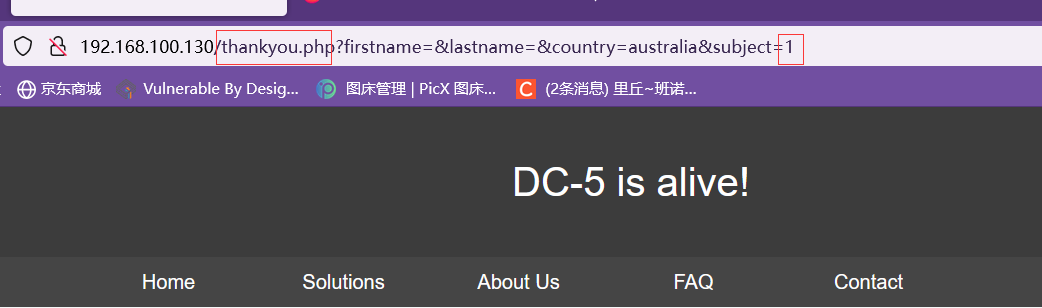 192.168.100.130/thankyou.php?firstname=&lastname=&country=australia&subject=1
京东商城 Vulnerable By Desig... 图床管理 | PicX 图床... (2条消息) 里丘~班诺...
DC-5 is alive!
Home Solutions About Us FAQ Contact